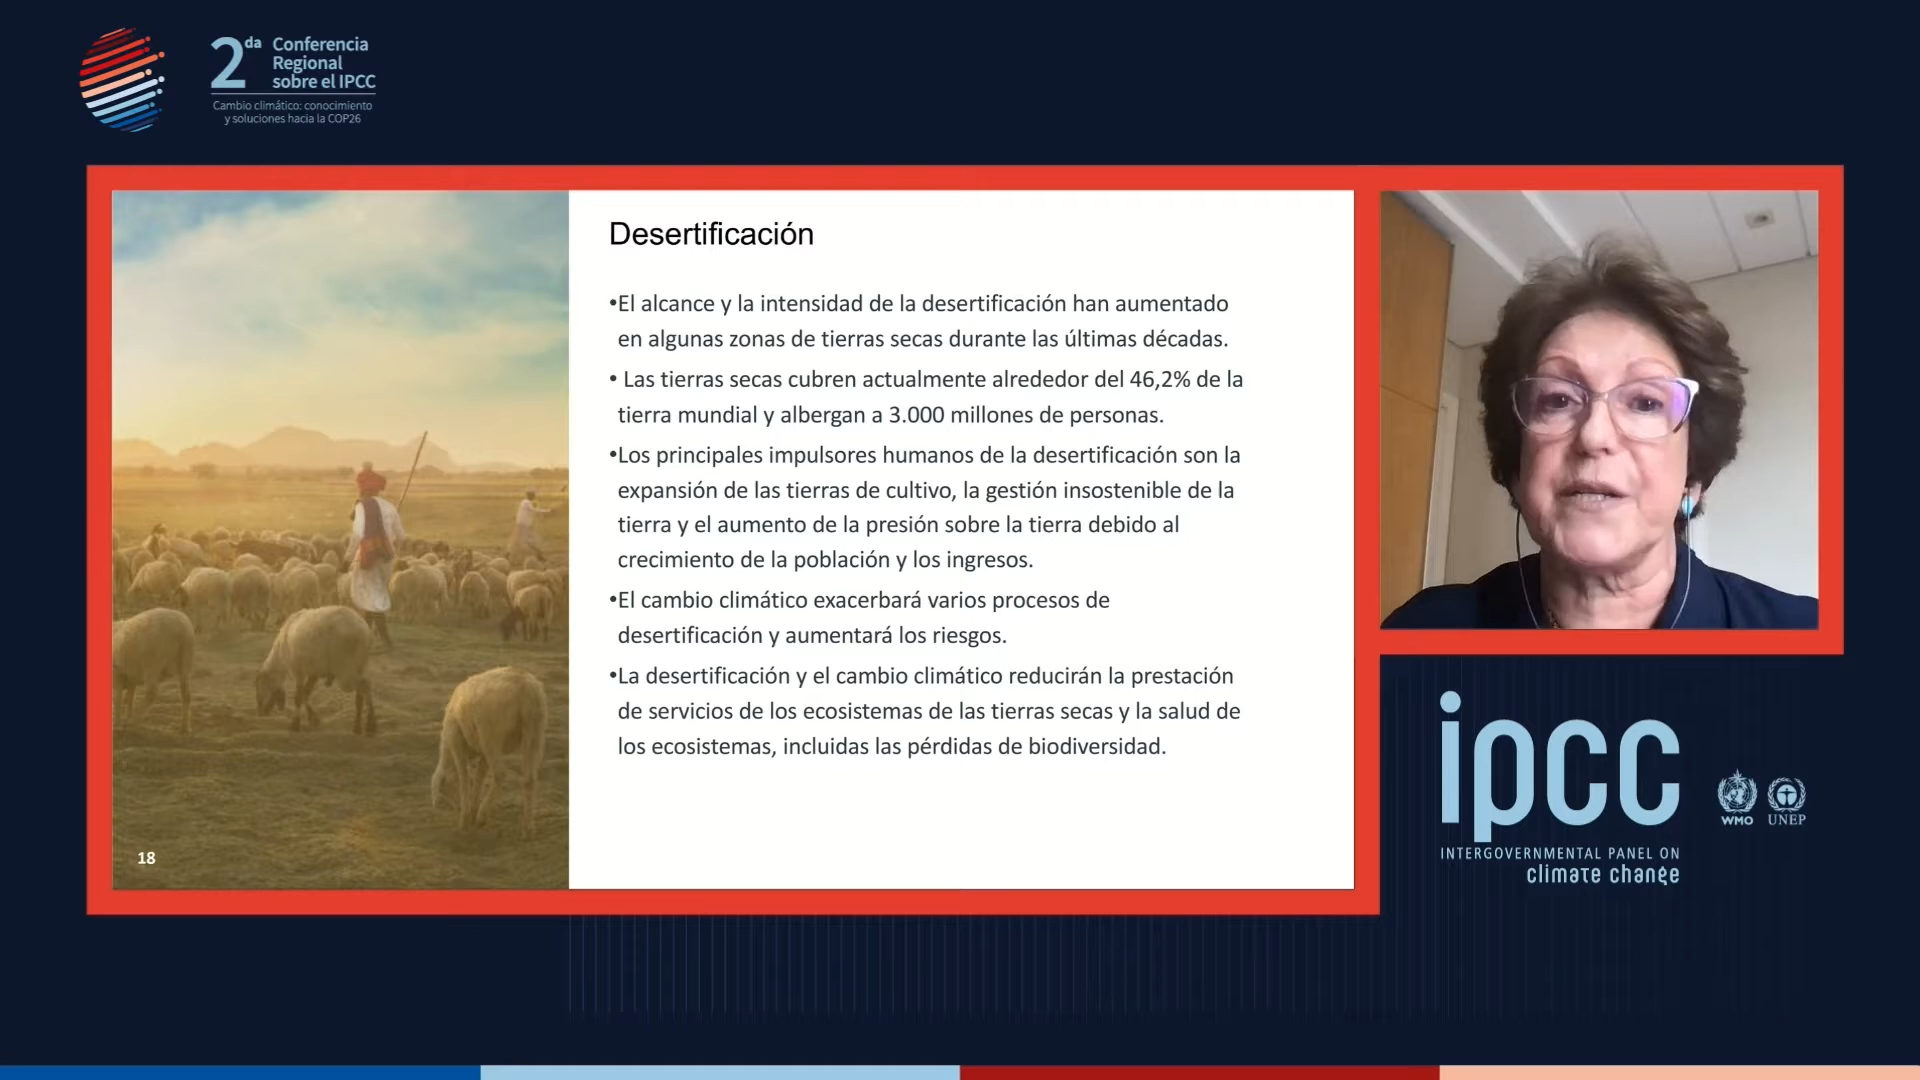 2da Conferencia
Regional
sobre el IPCC
Cambio climático: conocimiento
y soluciones hacia la COP26
Desertificación
•El alcance y la intensidad de la desertificación han aumentado
en algunas zonas de tierras secas durante las últimas décadas.
• Las tierras secas cubren actualmente alrededor del 46,2% de la
tierra mundial y albergan a 3.000 millones de personas.
•Los principales impulsores humanos de la desertificación son la
expansión de las tierras de cultivo, la gestión insostenible de la
tierra y el aumento de la presión sobre la tierra debido al
crecimiento de la población y los ingresos.
•El cambio climático exacerbará varios procesos de
desertificación y aumentará los riesgos.
•La desertificación y el cambio climático reducirán la prestación
de servicios de los ecosistemas de las tierras secas y la salud de
los ecosistemas, incluidas las pérdidas de biodiversidad.
18
ipcc
INTERGOVERNMENTAL PANEL ON
climate change
WMO
UNEP